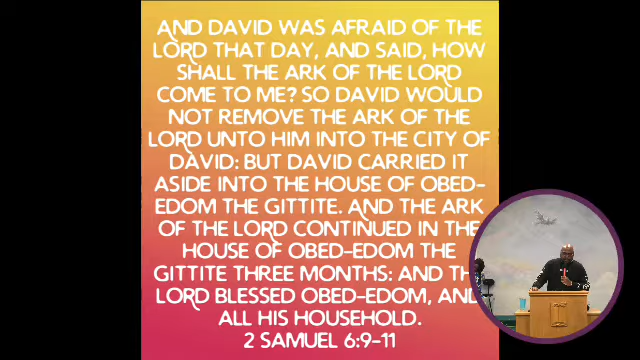 AND DAVID WAS AFRAID OF THE
LORD THAT DAY, AND SAID, HOW
SHALL THE ARK OF THE LORD
COME TO ME? SO DAVID WOULD
NOT REMOVE THE ARK OF THE
LORD UNTO HIM INTO THE CITY OF
DAVID: BUT DAVID CARRIED IT
ASIDE INTO THE HOUSE OF OBED-
EDOM THE GITTITE. AND THE ARK
OF THE LORD CONTINUED IN THE
HOUSE OF OBED-EDOM THE
GITTITE THREE MONTHS: AND
LORD BLESSED OBED-EDOM, AND
ALL HIS HOUSEHOLD.
2 SAMUEL 6:9-11